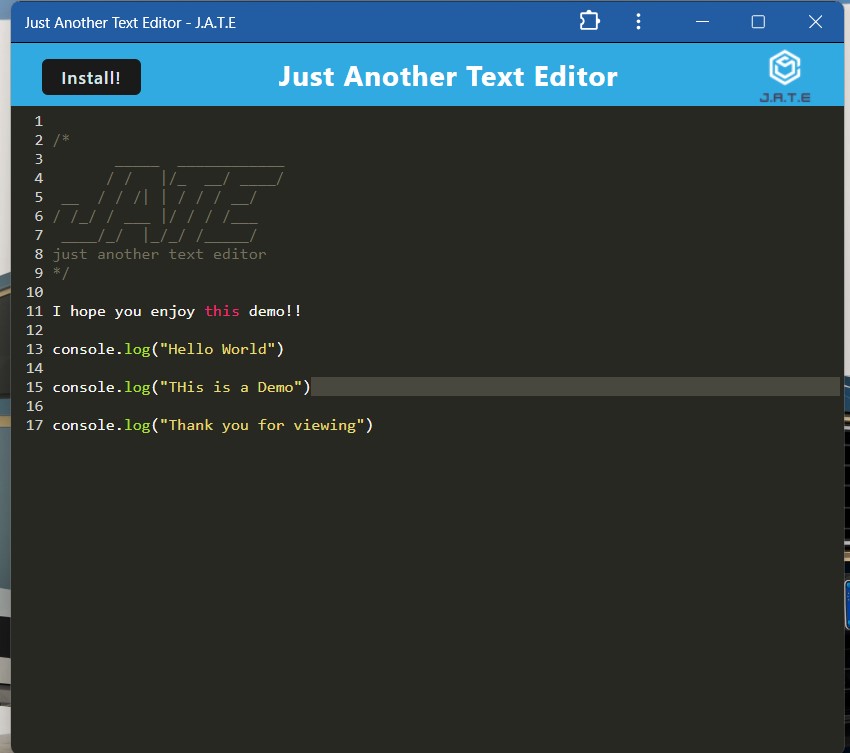 Just Another Text Editor - J.A.T.E
Install!
Just Another Text Editor
J.A.T.E
1
2 /*
3        _____  ____________
4       / /   |/_  __/ ____/
5  __  / / /| | / / / __/
6 / /_/ / ___ |/ / / /___
7  ____/_/  |_/_/ /_____/
8 just another text editor
9 */
10
11 I hope you enjoy this demo!!
12
13 console.log("Hello World")
14
15 console.log("THis is a Demo")
16
17 console.log("Thank you for viewing")